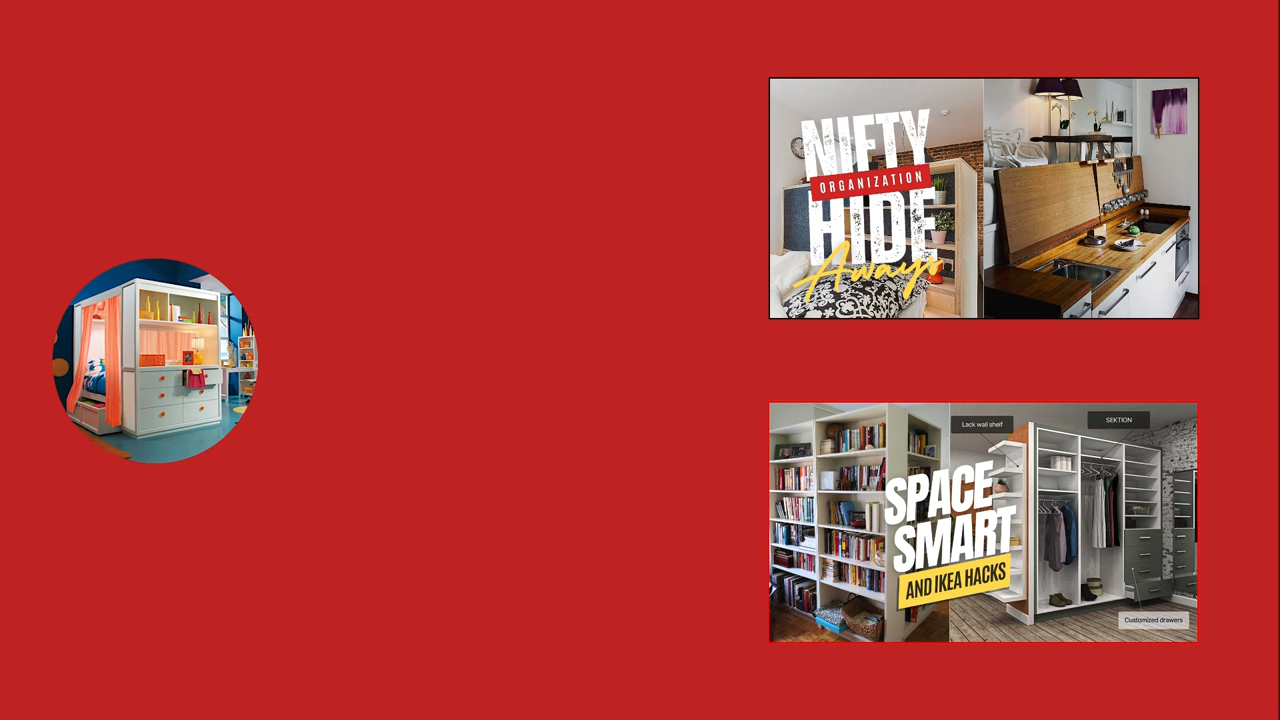 NIFTY
ORGANIZATION
HIDE
Aways
Lack wall shelf
SEKTION
SPACE
SMART
AND IKEA HACKS
Customized drawers